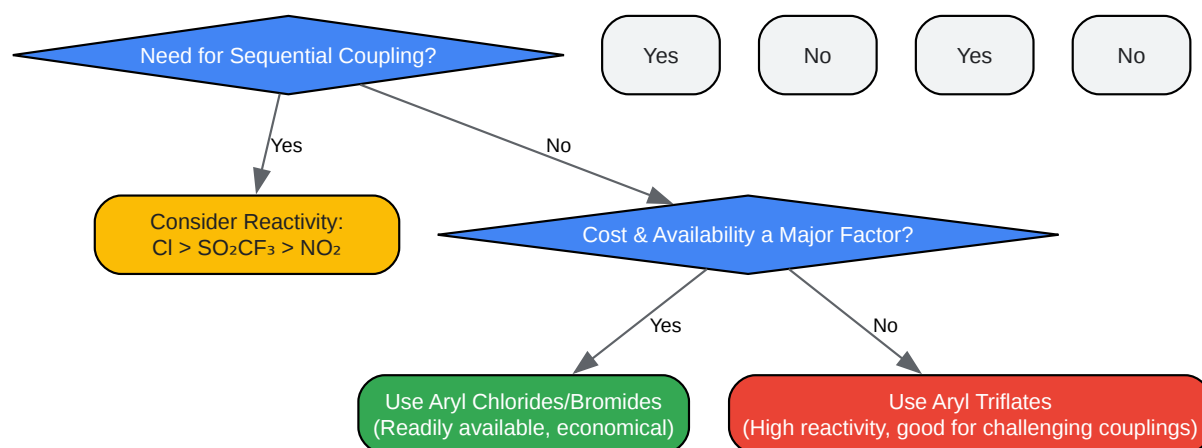 Need for Sequential Coupling?
Yes
No
Yes
No
Yes
No
Consider Reactivity:
Cl > SO₂CF₃ > NO₂
Cost & Availability a Major Factor?
Yes
No
Use Aryl Chlorides/Bromides
(Readily available, economical)
Use Aryl Triflates
(High reactivity, good for challenging couplings)